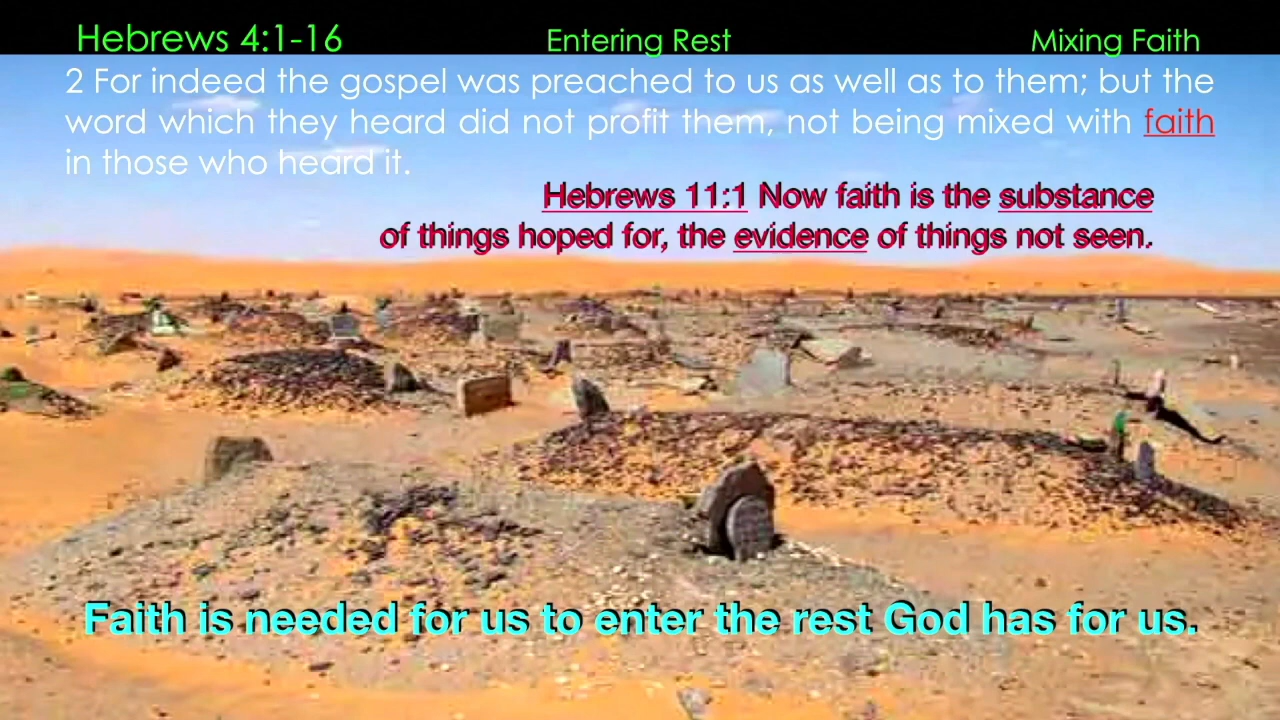 Hebrews 4:1-16 Entering Rest Mixing Faith
2 For indeed the gospel was preached to us as well as to them; but the
word which they heard did not profit them, not being mixed with faith
in those who heard it.
Hebrews 11:1 Now faith is the substance
of things hoped for, the evidence of things not seen.
Faith is needed for us to enter the rest God has for us.